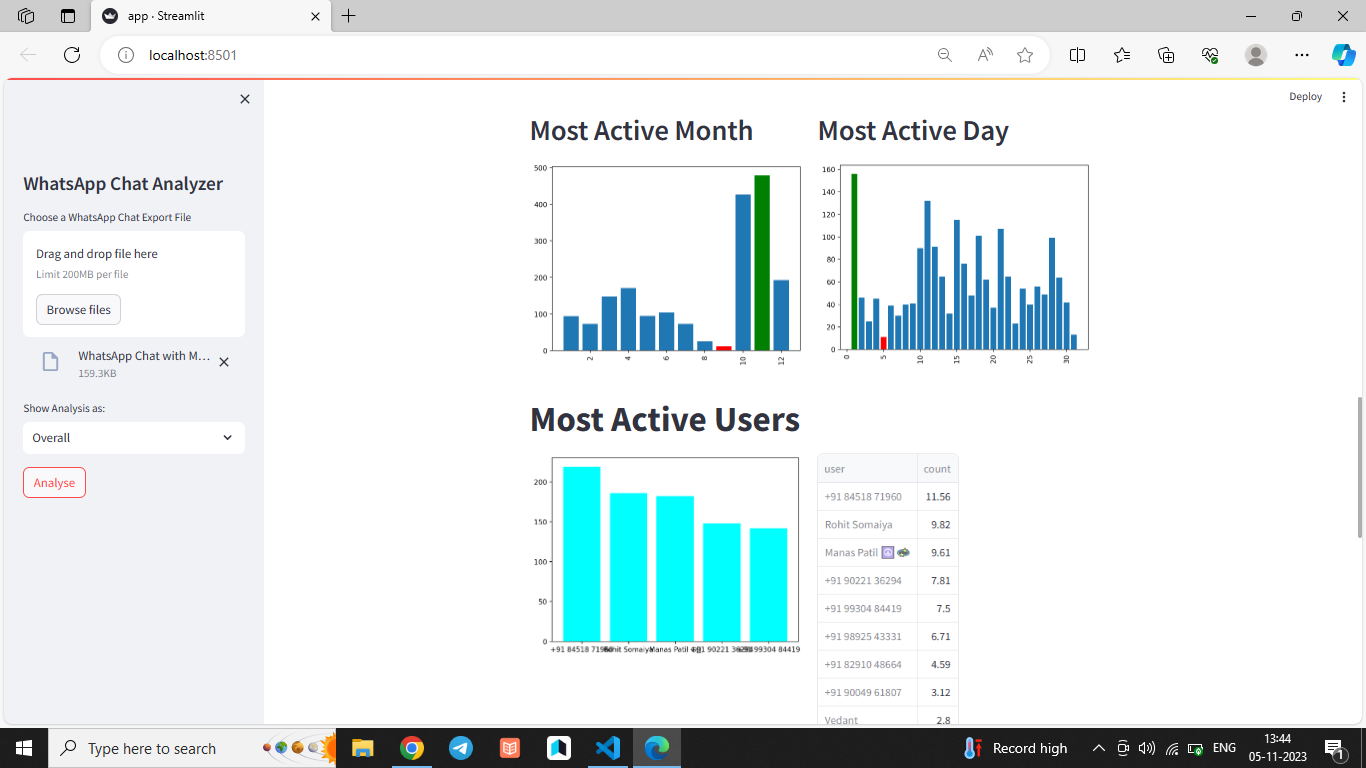 app · Streamlit
localhost:8501
Deploy
WhatsApp Chat Analyzer
Choose a WhatsApp Chat Export File
Drag and drop file here
Limit 200MB per file
Browse files
WhatsApp Chat with M...
159.3KB
Show Analysis as:
Overall
Analyse
Most Active Month
500
400
300
200
100
0
2
4
6
8
10
12
Most Active Day
160
140
120
100
80
60
40
20
0
0
5
10
15
20
25
30
Most Active Users
200
150
100
50
0
+91 84518 719
Rohit Somaiya
Manas Patil
+91 90221 36294
99304 84419
user count
+91 84518 71960 11.56
Rohit Somaiya 9.82
Manas Patil 9.61
+91 90221 36294 7.81
+91 99304 84419 7.5
+91 98925 43331 6.71
+91 82910 48664 4.59
+91 90049 61807 3.12
Vedant 2.8
Type here to search
Record high
ENG
13:44
05-11-2023
1